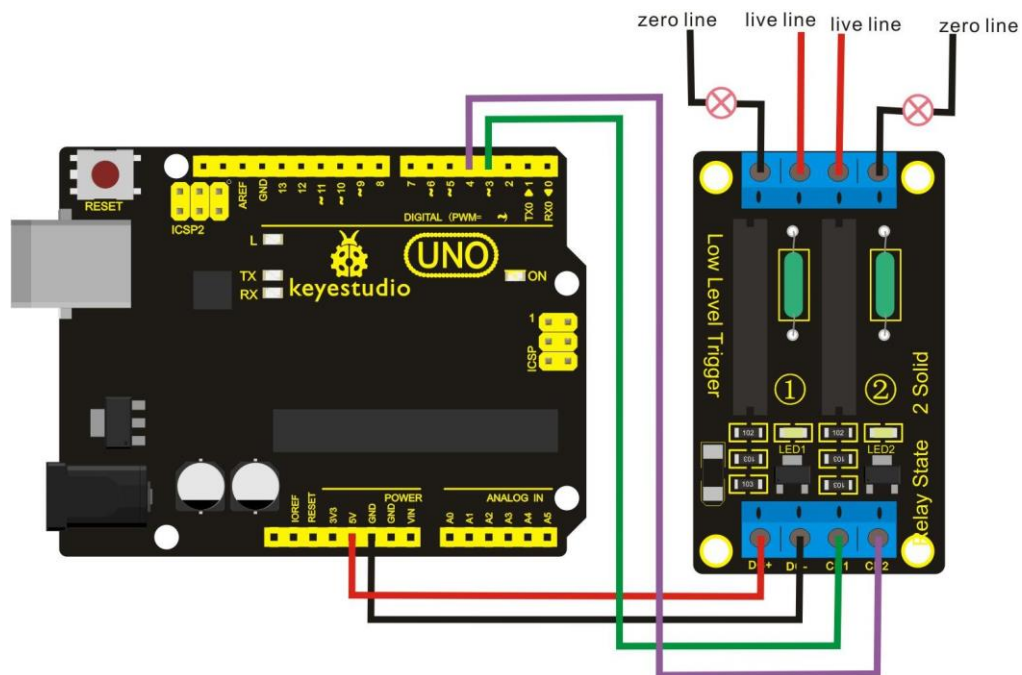 zero line
live line
live line
zero line
RESET
ICSP2
AREF
GND
13
12
~11
~10
~9
8
7
~6
~5
4
~3
2
TX0 ▶ 1
RX0 ◀ 0
DIGITAL (PWM= ~)
L
TX
RX
UNO
ON
keyestudio
1
ICSP
POWER
ANALOG IN
IOREF
RESET
3V3
5V
GND
GND
VIN
A0
A1
A2
A3
A4
A5
Low Level Trigger
2 Solid
Relay State
①
②
102
102
LED1
LED2
103
103
103
103
DC+
DC-
CH1
CH2